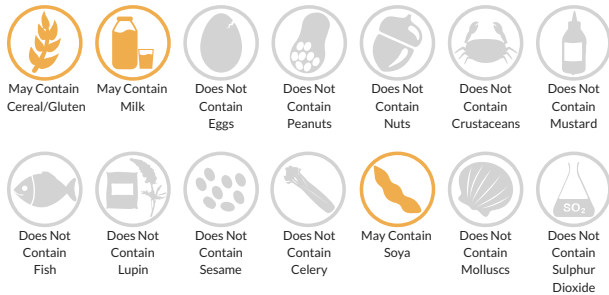 May Contain
Cereal/Gluten
May Contain
Milk
Does Not
Contain
Eggs
Does Not
Contain
Peanuts
Does Not
Contain
Nuts
Does Not
Contain
Crustaceans
Does Not
Contain
Mustard
Does Not
Contain
Fish
Does Not
Contain
Lupin
Does Not
Contain
Sesame
Does Not
Contain
Celery
May Contain
Soya
Does Not
Contain
Molluscs
SO₂
Does Not
Contain
Sulphur
Dioxide